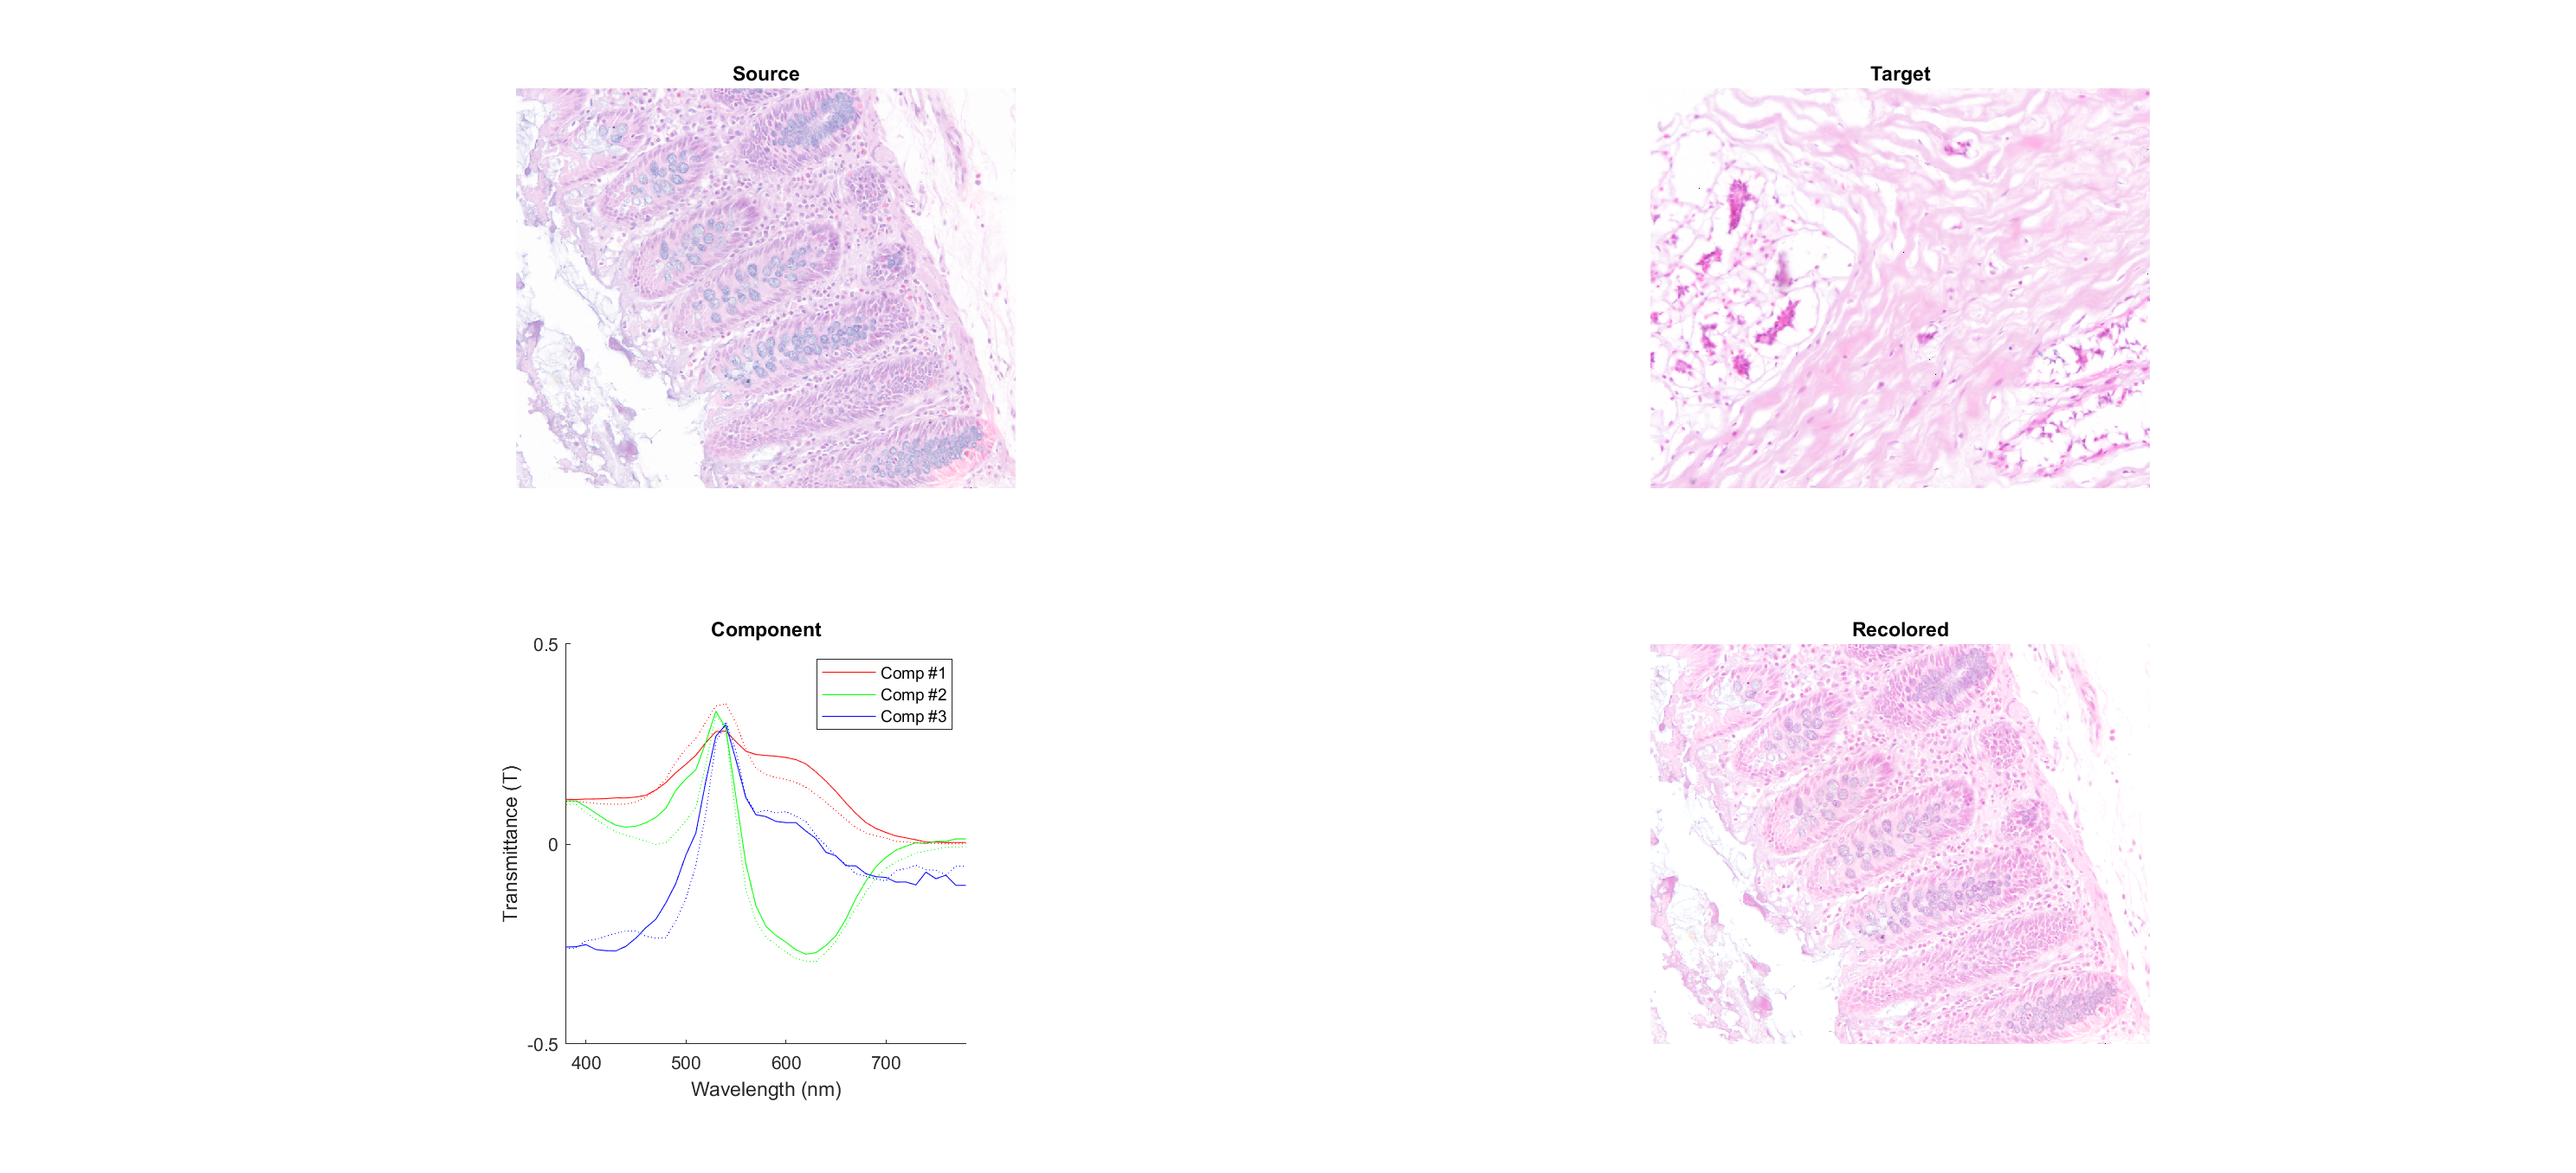 Source
Target
Component
0.5
0
-0.5
Transmittance (T)
400 500 600 700
Wavelength (nm)
Comp #1
Comp #2
Comp #3
Recolored